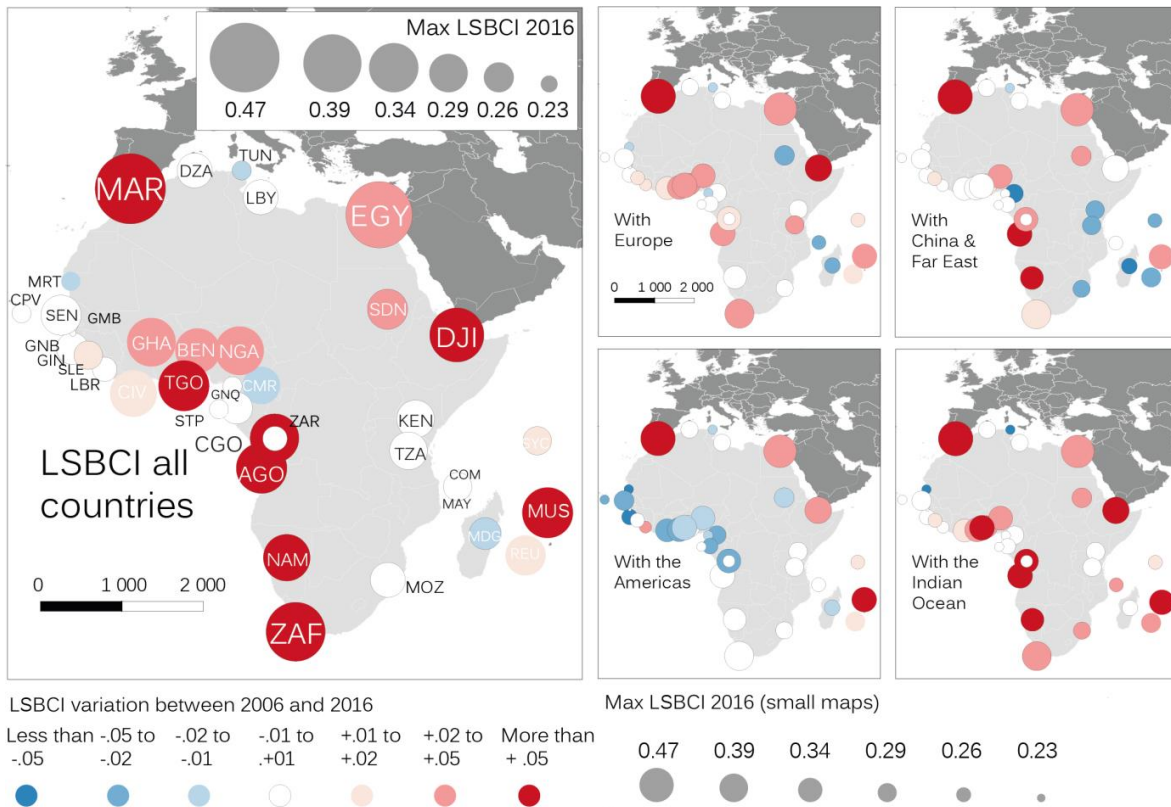 Max LSBCI 2016
0.47 0.39 0.34 0.29 0.26 0.23
TUN
DZA
MAR
LBY
EGY
MRT
CPV
SEN
GMB
SDN
DJI
GNB
GIN
SLE
LBR
GHA
BEN
NGA
CIV
TGO
GNQ
CMR
STP
CGO
ZAR
KEN
TZA
AGO
SYC
COM
MAY
MUS
MDG
REU
NAM
MOZ
ZAF
LSBCI all
countries
0 1 000 2 000
With
Europe
0 1 000 2 000
With
China &
Far East
With the
Americas
With the
Indian
Ocean
LSBCI variation between 2006 and 2016
Less than -.05 to -.02 to -.01 to +.01 to +.02 to More than
-.05 -.02 -.01 .+01 +.02 +.05 +.05
Max LSBCI 2016 (small maps)
0.47 0.39 0.34 0.29 0.26 0.23